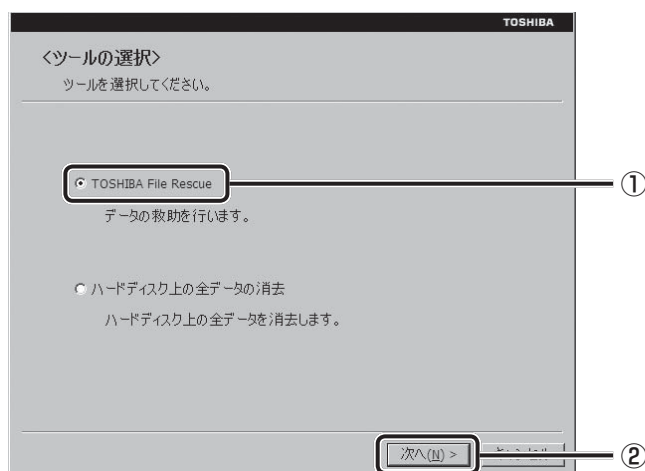 TOSHIBA
<ツールの選択>
ツールを選択してください。
TOSHIBA File Rescue
①
データの救助を行います。
ハードディスク上の全データの消去
ハードディスク上の全データを消去します。
次へ(N) >
②